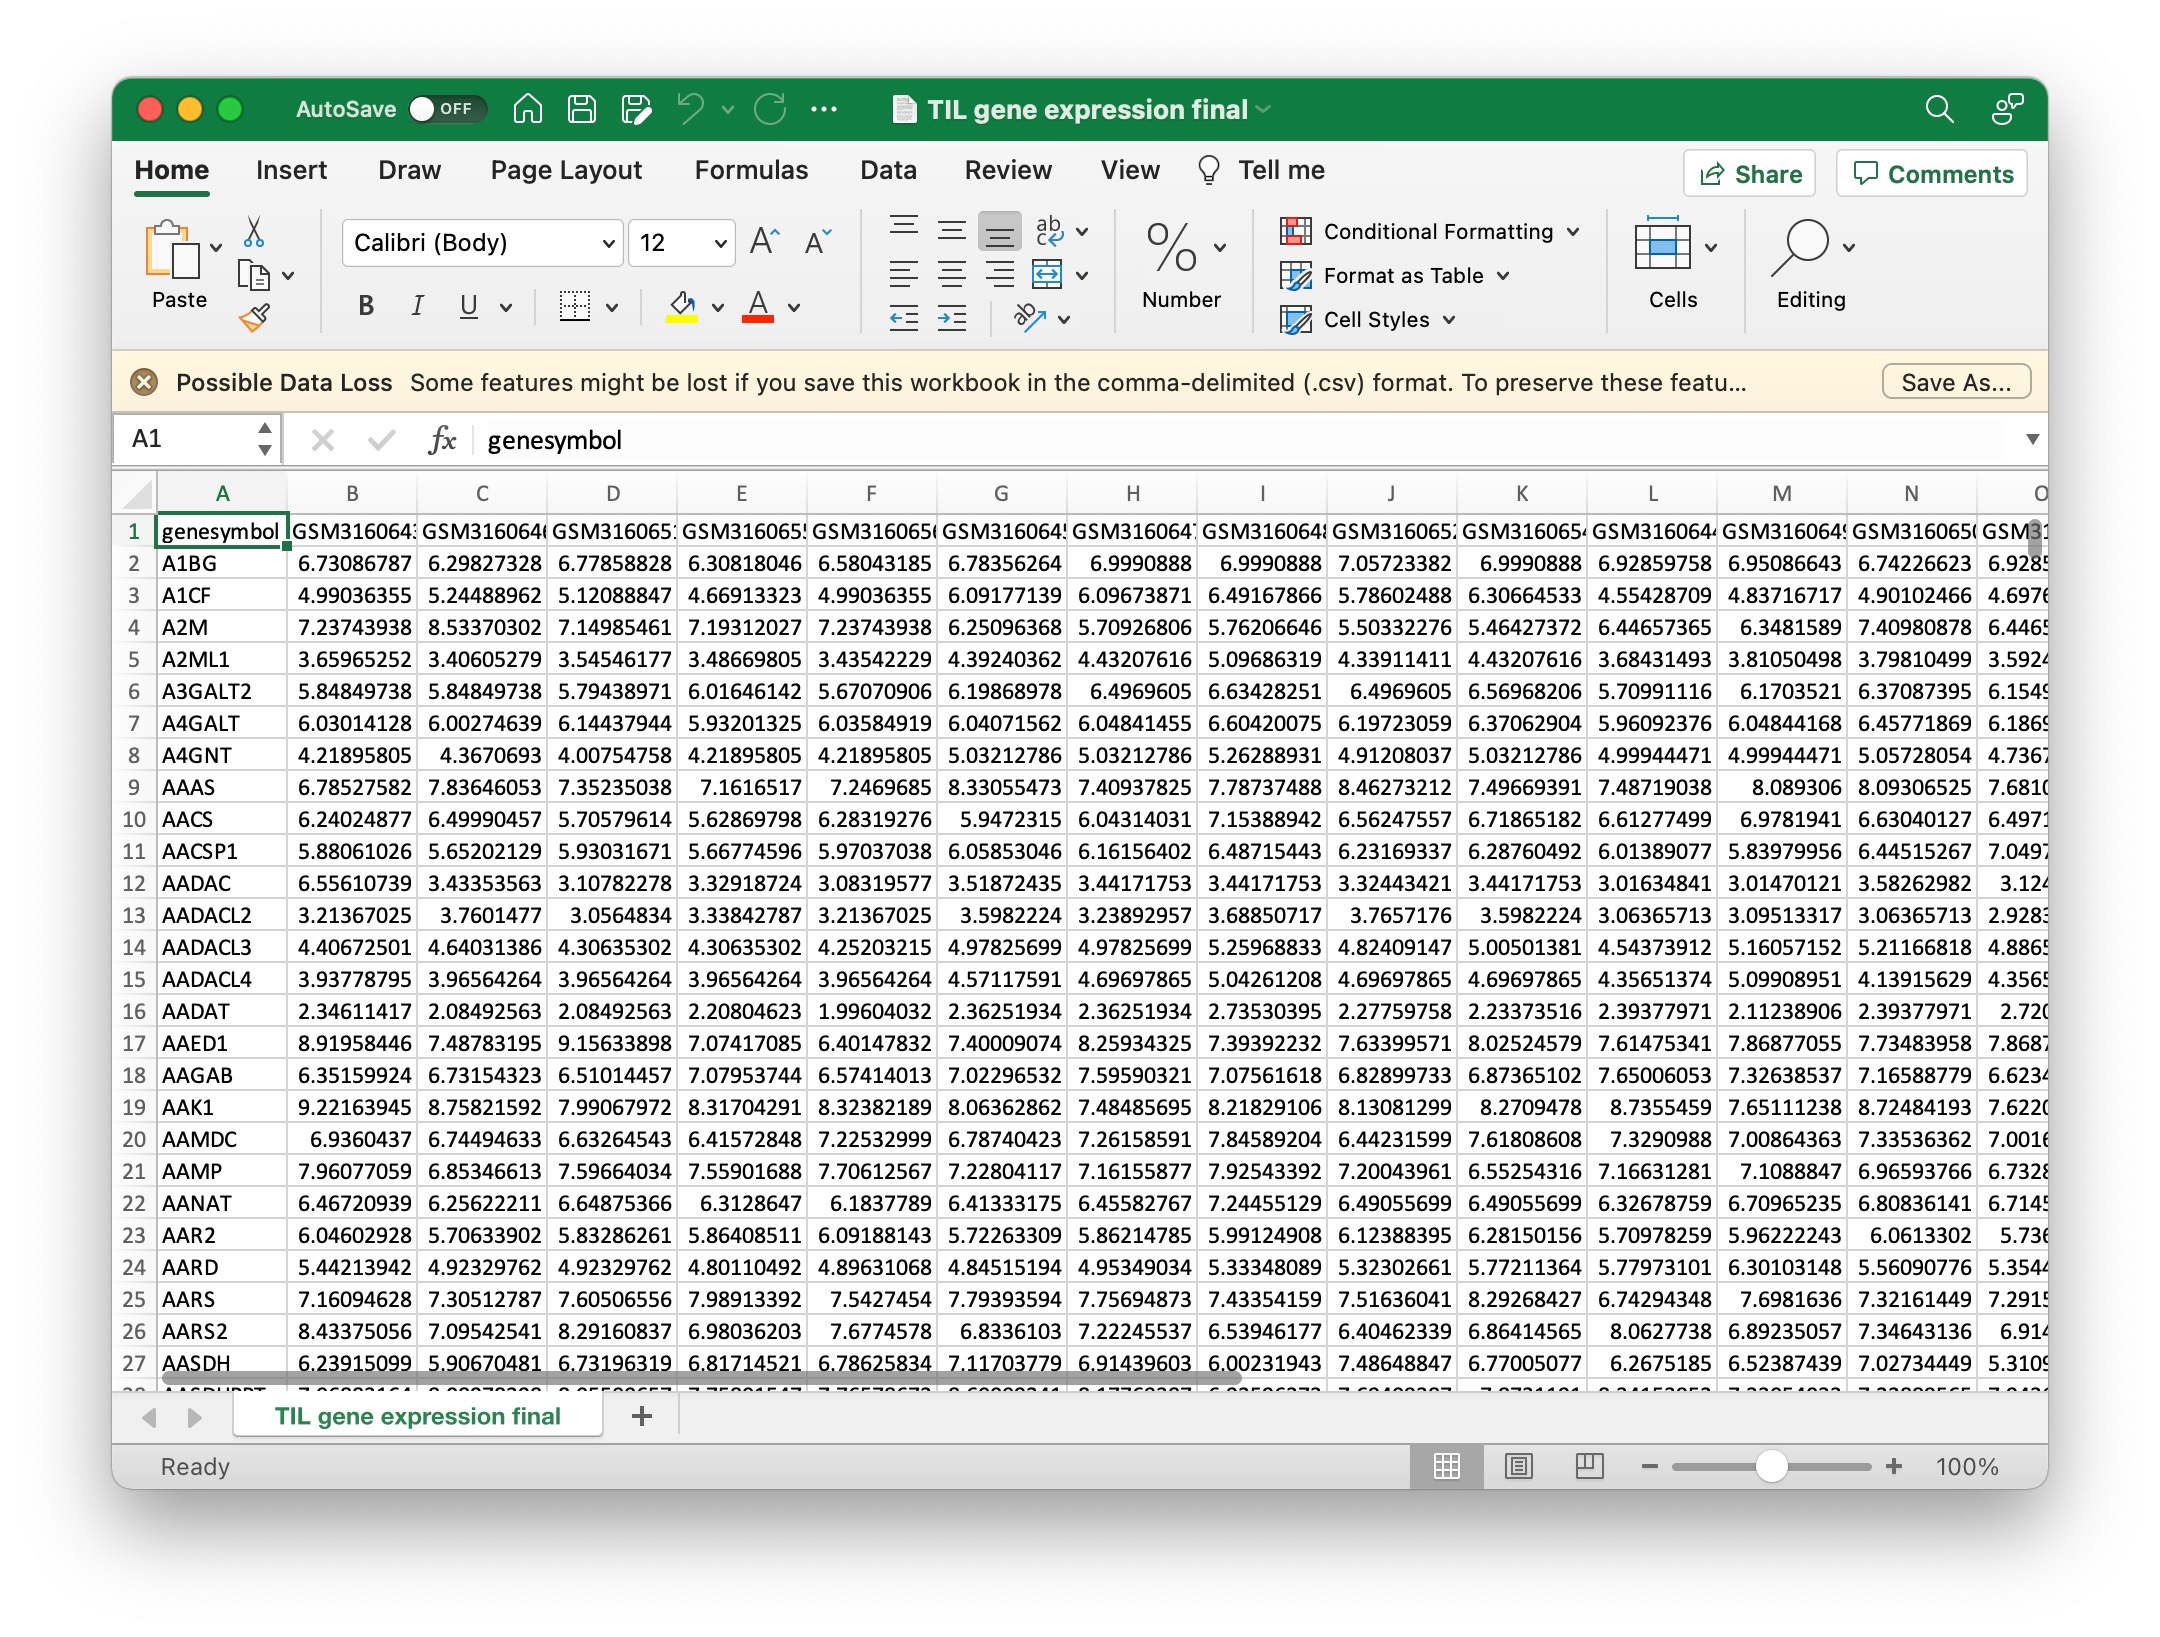 AutoSave OFF TIL gene expression final
Home Insert Draw Page Layout Formulas Data Review View Tell me Share Comments
Paste Calibri (Body) 12 A A B I U A ab c ab % Number Conditional Formatting Format as Table Cell Styles Cells Editing
Possible Data Loss Some features might be lost if you save this workbook in the comma-delimited (.csv) format. To preserve these featu... Save As...
A1 fx genesymbol
A B C D E F G H I J K L M N O
1 genesymbol GSM316064 GSM316064 GSM316065 GSM316065 GSM316065 GSM316064 GSM316064 GSM316064 GSM316065 GSM316065 GSM316064 GSM316064 GSM316065 GSM31
2 A1BG 6.73086787 6.29827328 6.77858828 6.30818046 6.58043185 6.78356264 6.9990888 6.9990888 7.05723382 6.9990888 6.92859758 6.95086643 6.74226623 6.928
3 A1CF 4.99036355 5.24488962 5.12088847 4.66913323 4.99036355 6.09177139 6.09673871 6.49167866 5.78602488 6.30664533 4.55428709 4.83716717 4.90102466 4.697
4 A2M 7.23743938 8.53370302 7.14985461 7.19312027 7.23743938 6.25096368 5.70926806 5.76206646 5.50332276 5.46427372 6.44657365 6.3481589 7.40980878 6.446
5 A2ML1 3.65965252 3.40605279 3.54546177 3.48669805 3.43542229 4.39240362 4.43207616 5.09686319 4.33911411 4.43207616 3.68431493 3.81050498 3.79810499 3.592
6 A3GALT2 5.84849738 5.84849738 5.79438971 6.01646142 5.67070906 6.19868978 6.4969605 6.63428251 6.4969605 6.56968206 5.70991116 6.1703521 6.37087395 6.154
7 A4GALT 6.03014128 6.00274639 6.14437944 5.93201325 6.03584919 6.04071562 6.04841455 6.60420075 6.19723059 6.37062904 5.96092376 6.04844168 6.45771869 6.186
8 A4GNT 4.21895805 4.3670693 4.00754758 4.21895805 4.21895805 5.03212786 5.03212786 5.26288931 4.91208037 5.03212786 4.99944471 4.99944471 5.05728054 4.736
9 AAAS 6.78527582 7.83646053 7.35235038 7.1616517 7.2469685 8.33055473 7.40937825 7.78737488 8.46273212 7.49669391 7.48719038 8.089306 8.09306525 7.681
10 AACS 6.24024877 6.49990457 5.70579614 5.62869798 6.28319276 5.9472315 6.04314031 7.15388942 6.56247557 6.71865182 6.61277499 6.9781941 6.63040127 6.497
11 AACSP1 5.88061026 5.65202129 5.93031671 5.66774596 5.97037038 6.05853046 6.16156402 6.48715443 6.23169337 6.28760492 6.01389077 5.83979956 6.44515267 7.049
12 AADAC 6.55610739 3.43353563 3.10782278 3.32918724 3.08319577 3.51872435 3.44171753 3.44171753 3.32443421 3.44171753 3.01634841 3.01470121 3.58262982 3.12
13 AADACL2 3.21367025 3.7601477 3.0564834 3.33842787 3.21367025 3.5982224 3.23892957 3.68850717 3.7657176 3.5982224 3.06365713 3.09513317 3.06365713 2.928
14 AADACL3 4.40672501 4.64031386 4.30635302 4.30635302 4.25203215 4.97825699 4.97825699 5.25968833 4.82409147 5.00501381 4.54373912 5.16057152 5.21166818 4.886
15 AADACL4 3.93778795 3.96564264 3.96564264 3.96564264 3.96564264 4.57117591 4.69697865 5.04261208 4.69697865 4.69697865 4.35651374 5.09908951 4.13915629 4.356
16 AADAT 2.34611417 2.08492563 2.08492563 2.20804623 1.99604032 2.36251934 2.36251934 2.73530395 2.27759758 2.23373516 2.39377971 2.11238906 2.39377971 2.72
17 AAED1 8.91958446 7.48783195 9.15633898 7.07417085 6.40147832 7.40009074 8.25934325 7.39392232 7.63399571 8.02524579 7.61475341 7.86877055 7.73483958 7.868
18 AAGAB 6.35159924 6.73154323 6.51014457 7.07953744 6.57414013 7.02296532 7.59590321 7.07561618 6.82899733 6.87365102 7.65006053 7.32638537 7.16588779 6.623
19 AAK1 9.22163945 8.75821592 7.99067972 8.31704291 8.32382189 8.06362862 7.48485695 8.21829106 8.13081299 8.2709478 8.7355459 7.65111238 8.72484193 7.622
20 AAMDC 6.9360437 6.74494633 6.63264543 6.41572848 7.22532999 6.78740423 7.26158591 7.84589204 6.44231599 7.61808608 7.3290988 7.00864363 7.33536362 7.001
21 AAMP 7.96077059 6.85346613 7.59664034 7.55901688 7.70612567 7.22804117 7.16155877 7.92543392 7.20043961 6.55254316 7.16631281 7.1088847 6.96593766 6.732
22 AANAT 6.46720939 6.25622211 6.64875366 6.3128647 6.1837789 6.41333175 6.45582767 7.24455129 6.49055699 6.49055699 6.32678759 6.70965235 6.80836141 6.714
23 AAR2 6.04602928 5.70633902 5.83286261 5.86408511 6.09188143 5.72263309 5.86214785 5.99124908 6.12388395 6.28150156 5.70978259 5.96222243 6.0613302 5.73
24 AARD 5.44213942 4.92329762 4.92329762 4.80110492 4.89631068 4.84515194 4.95349034 5.33348089 5.32302661 5.77211364 5.77973101 6.30103148 5.56090776 5.354
25 AARS 7.16094628 7.30512787 7.60506556 7.98913392 7.5427454 7.79393594 7.75694873 7.43354159 7.51636041 8.29268427 6.74294348 7.6981636 7.32161449 7.291
26 AARS2 8.43375056 7.09542541 8.29160837 6.98036203 7.6774578 6.8336103 7.22245537 6.53946177 6.40462339 6.86414565 8.0627738 6.89235057 7.34643136 6.91
27 AASDH 6.23915099 5.90670481 6.73196319 6.81714521 6.78625834 7.11703779 6.91439603 6.00231943 7.48648847 6.77005077 6.2675185 6.52387439 7.02734449 5.310
TIL gene expression final
Ready 100%